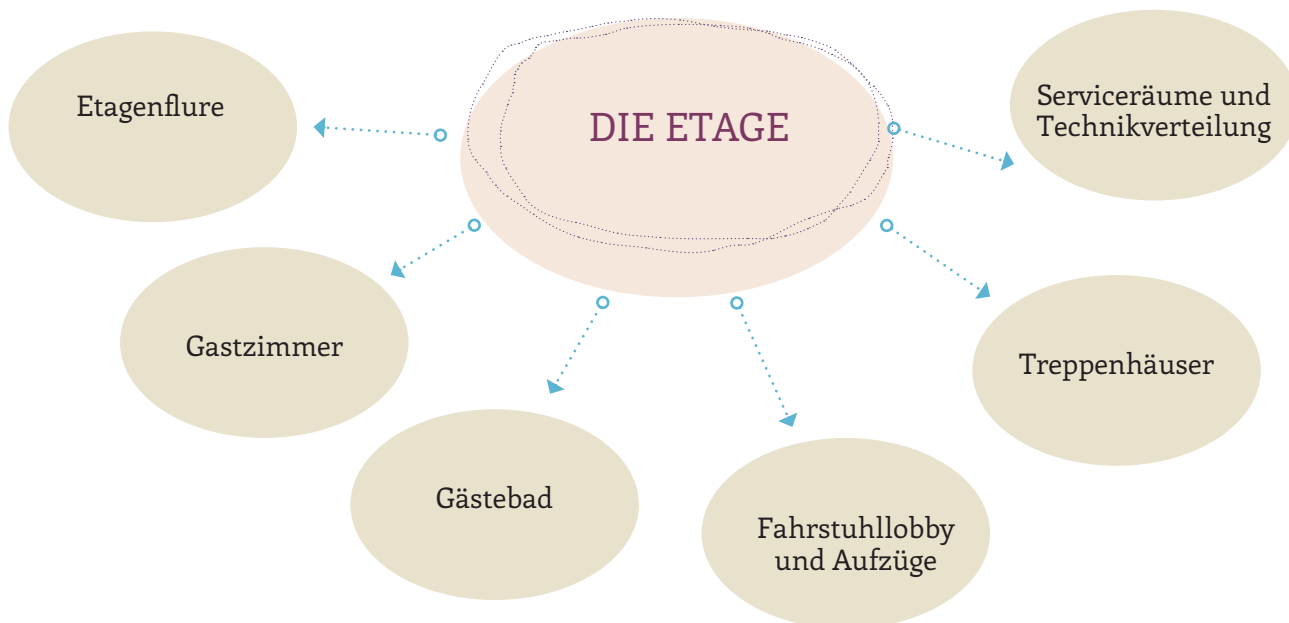 DIE ETAGE
Etagenflure
Gastzimmer
Gästebad
Fahrstuhllobby
und Aufzüge
Treppenhäuser
Serviceräume und
Technikverteilung